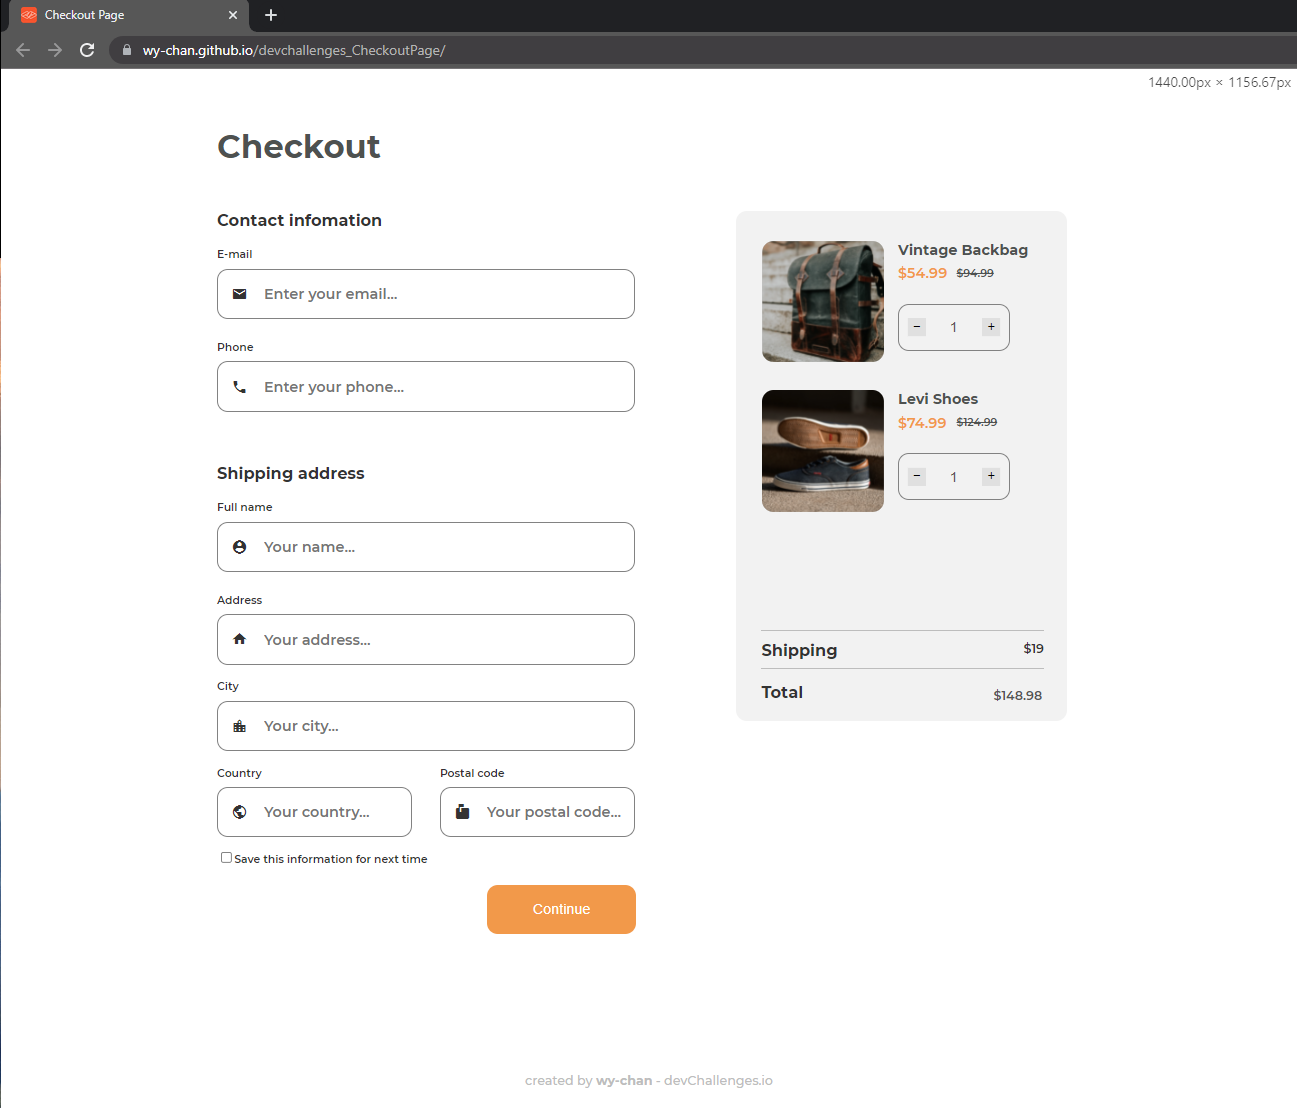 Checkout Page
wy-chan.github.io/devchallenges_CheckoutPage/
1440.00px × 1156.67px
Checkout
Contact infomation
E-mail
Enter your email...
Phone
Enter your phone...
Shipping address
Full name
Your name...
Address
Your address...
City
Your city...
Country
Your country...
Postal code
Your postal code...
Save this information for next time
Continue
Vintage Backbag
$54.99 $94.99
− 1 +
Levi Shoes
$74.99 $124.99
− 1 +
Shipping $19
Total $148.98
created by wy-chan - devChallenges.io